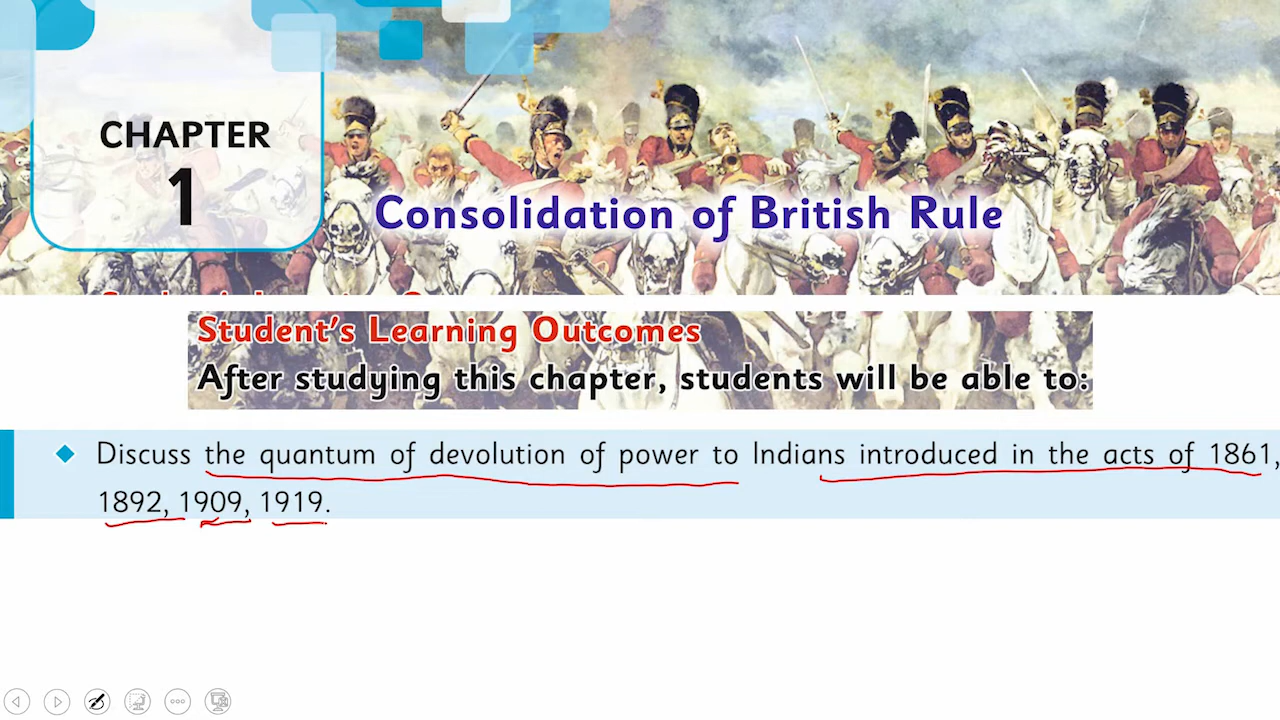 CHAPTER
1
Consolidation of British Rule
Student's Learning Outcomes
After studying this chapter, students will be able to:
Discuss the quantum of devolution of power to Indians introduced in the acts of 1861,
1892, 1909, 1919.